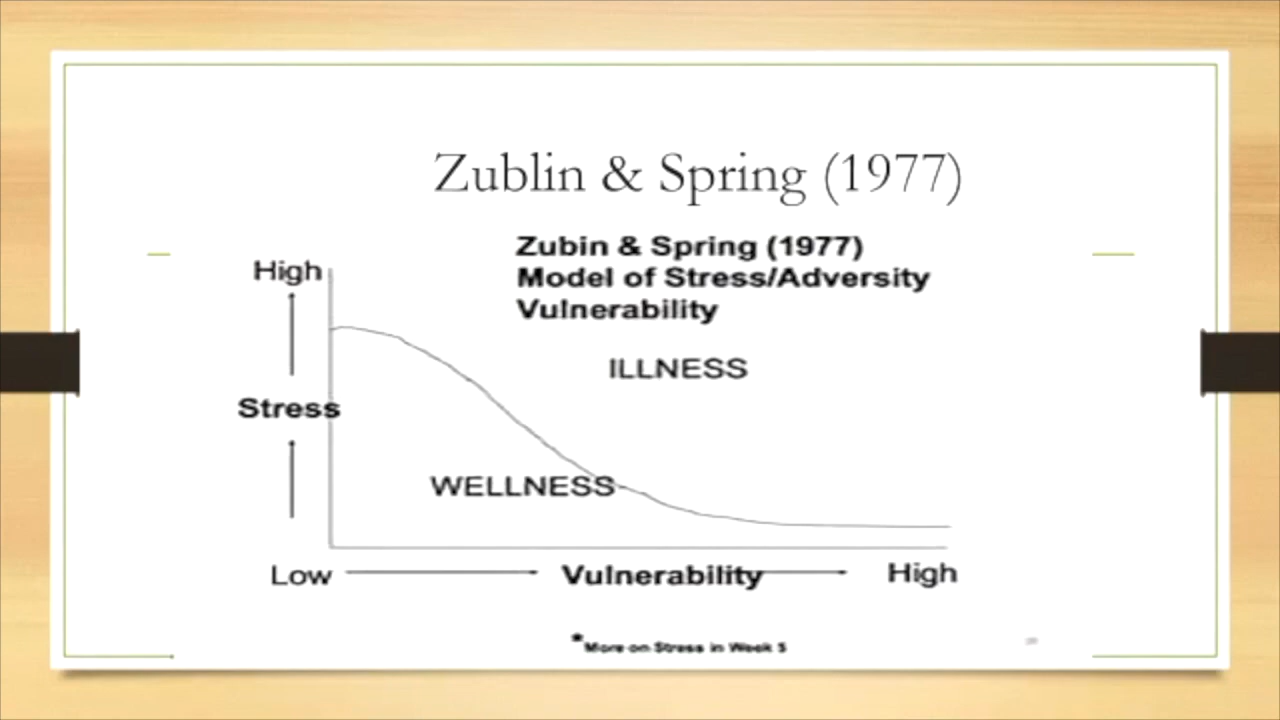 Zublin & Spring (1977)
Zubin & Spring (1977)
Model of Stress/Adversity
Vulnerability
High
ILLNESS
Stress
WELLNESS
Low Vulnerability High
*More on Stress in Week 5